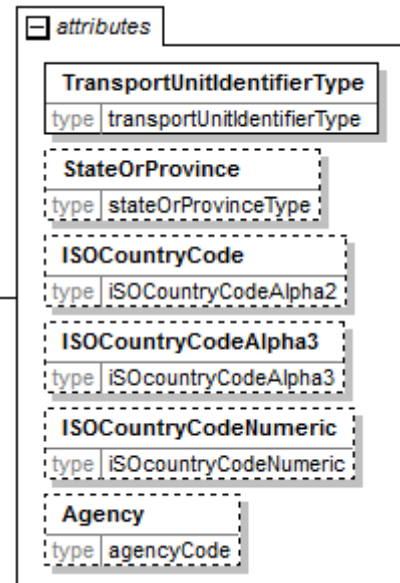 attributes
TransportUnitIdentifierType
type transportUnitIdentifierType
StateOrProvince
type stateOrProvinceType
ISOCountryCode
type iSOCountryCodeAlpha2
ISOCountryCodeAlpha3
type iSOcountryCodeAlpha3
ISOCountryCodeNumeric
type iSOcountryCodeNumeric
Agency
type agencyCode